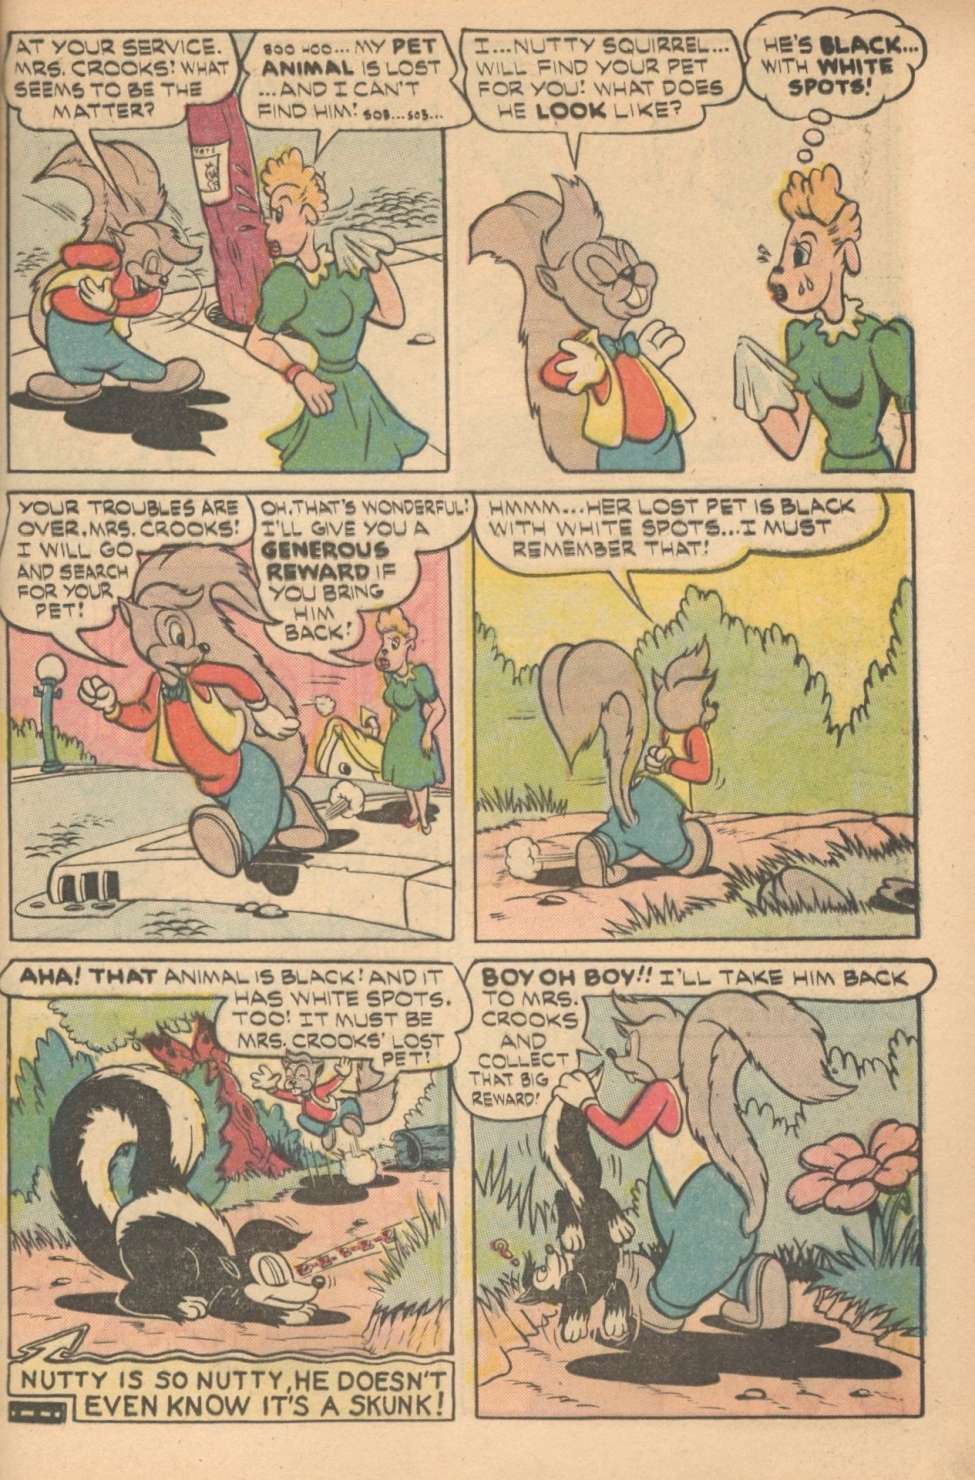 AT YOUR SERVICE.
MRS. CROOKS! WHAT
SEEMS TO BE THE
MATTER?
BOO HOO... MY PET
ANIMAL IS LOST
...AND I CAN'T
FIND HIM! SOB...SOB...
I...NUTTY SQUIRREL...
WILL FIND YOUR PET
FOR YOU! WHAT DOES
HE LOOK LIKE?
HE'S BLACK...
WITH WHITE
SPOTS!
YOUR TROUBLES ARE
OVER, MRS. CROOKS!
I WILL GO
AND SEARCH
FOR YOUR
PET!
OH, THAT'S WONDERFUL!
I'LL GIVE YOU A
GENEROUS
REWARD IF
YOU BRING
HIM
BACK!
HMMM...HER LOST PET IS BLACK
WITH WHITE SPOTS...I MUST
REMEMBER THAT!
AHA! THAT ANIMAL IS BLACK! AND IT
HAS WHITE SPOTS,
TOO! IT MUST BE
MRS. CROOKS' LOST
PET!
NUTTY IS SO NUTTY, HE DOESN'T
EVEN KNOW IT'S A SKUNK!
BOY OH BOY!! I'LL TAKE HIM BACK
TO MRS.
CROOKS
AND
COLLECT
THAT BIG
REWARD!
?